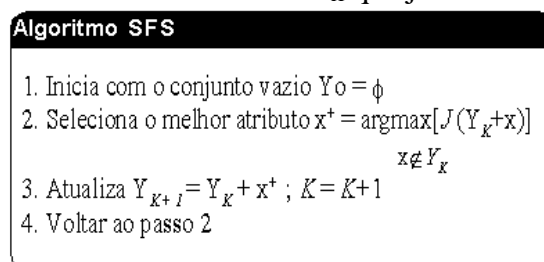 Algoritmo SFS
1. Inicia com o conjunto vazio Yo = ϕ
2. Seleciona o melhor atributo x⁺ = argmax[J(Y_K+x)]
x∉Y_K
3. Atualiza Y_{K+1} = Y_K + x⁺ ; K = K+1
4. Voltar ao passo 2